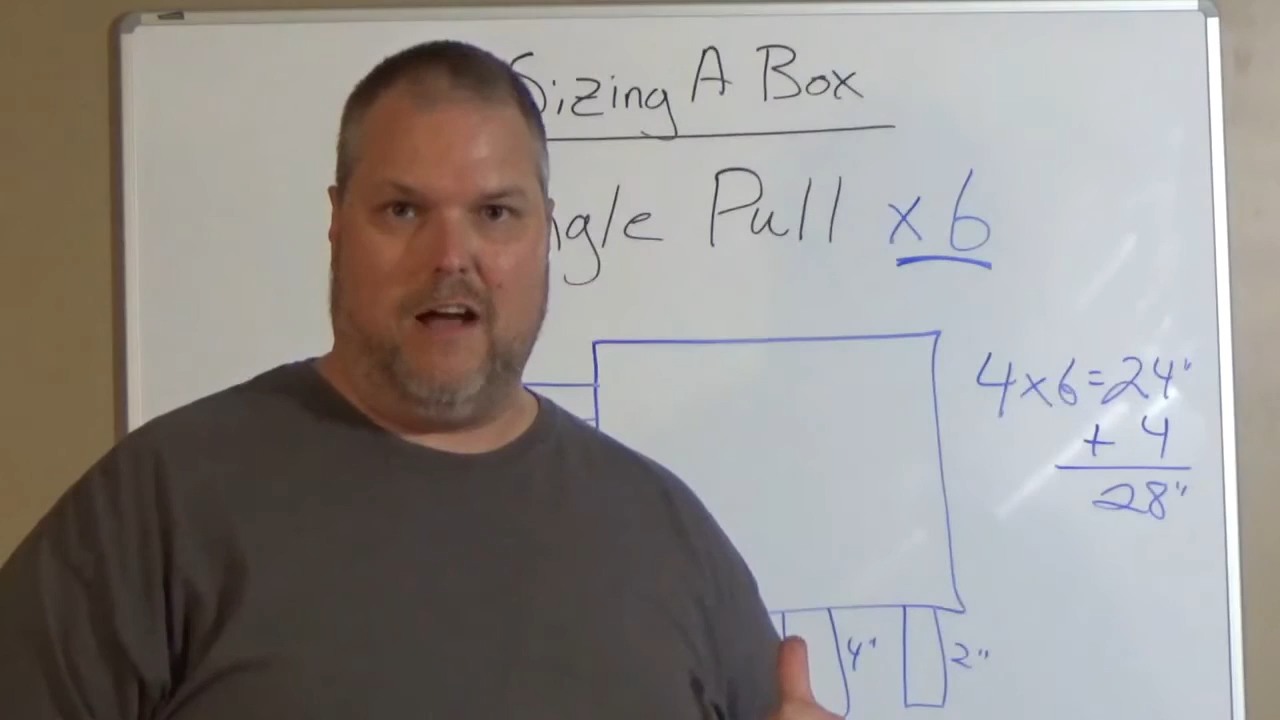 Sizing A Box
Pull x 6
4x6=24"
+ 4
28"
4" 2"